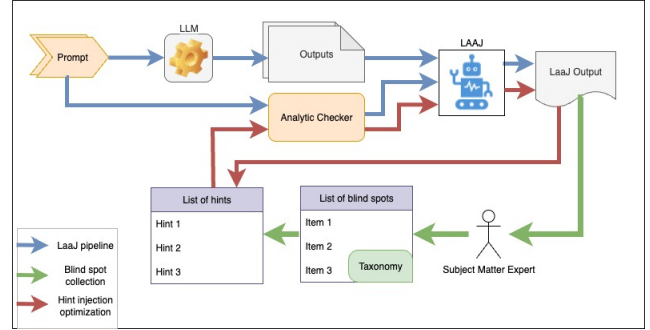 LLM
Prompt
Outputs
LAAJ
LaaJ Output
Analytic Checker
List of hints
Hint 1
Hint 2
Hint 3
List of blind spots
Item 1
Item 2
Item 3
Taxonomy
Subject Matter Expert
LaaJ pipeline
Blind spot
collection
Hint injection
optimization